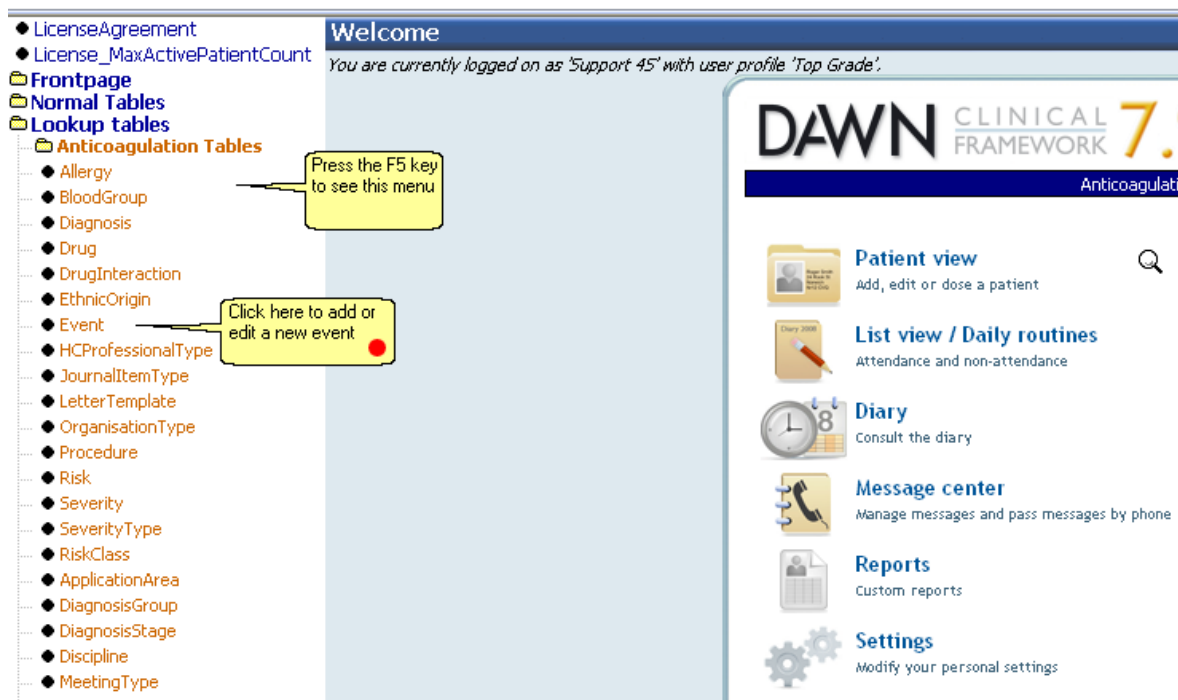 LicenseAgreement
License_MaxActivePatientCount
Frontpage
Normal Tables
Lookup tables
Anticoagulation Tables
Allergy
BloodGroup
Diagnosis
Drug
DrugInteraction
EthnicOrigin
Event
HCProfessionalType
JournalItemType
LetterTemplate
OrganisationType
Procedure
Risk
Severity
SeverityType
RiskClass
ApplicationArea
DiagnosisGroup
DiagnosisStage
Discipline
MeetingType
Press the F5 key
to see this menu
Click here to add or
edit a new event
Welcome
You are currently logged on as 'Support 45' with user profile 'Top Grade'.
DAWN CLINICAL FRAMEWORK 7.
Anticoagulati
Patient view
Add, edit or dose a patient
List view / Daily routines
Attendance and non-attendance
Diary
Consult the diary
Message center
Manage messages and pass messages by phone
Reports
Custom reports
Settings
Modify your personal settings